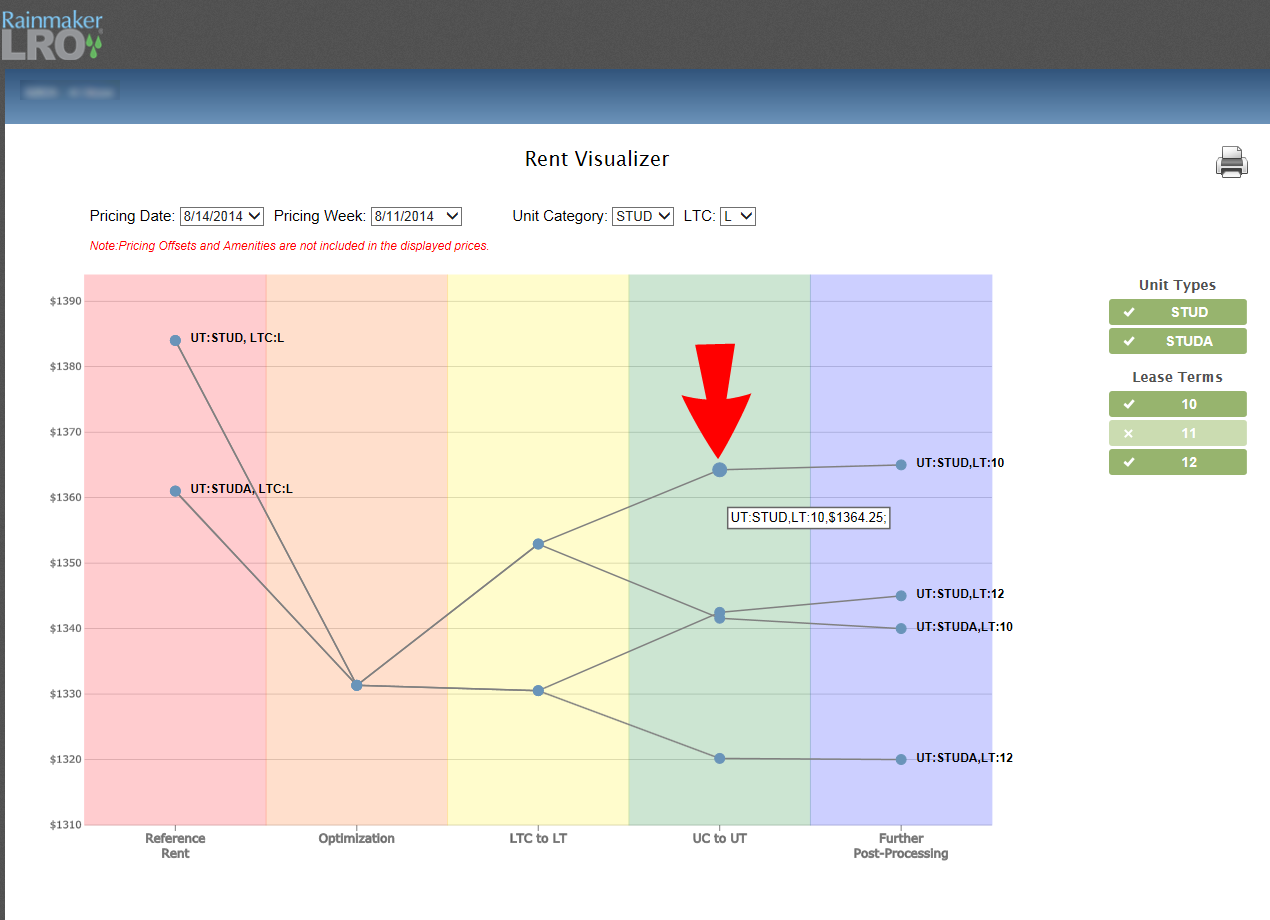 Rainmaker
LRO
Rent Visualizer
Pricing Date: 8/14/2014 Pricing Week: 8/11/2014 Unit Category: STUD LTC: L
Note:Pricing Offsets and Amenities are not included in the displayed prices.
$1390
$1380
$1370
$1360
$1350
$1340
$1330
$1320
$1310
UT:STUD, LTC:L
UT:STUDA, LTC:L
UT:STUD,LT:10
UT:STUD,LT:10,$1364.25;
UT:STUD,LT:12
UT:STUDA,LT:10
UT:STUDA,LT:12
Reference
Rent
Optimization
LTC to LT
UC to UT
Further
Post-Processing
Unit Types
STUD
STUDA
Lease Terms
10
11
12